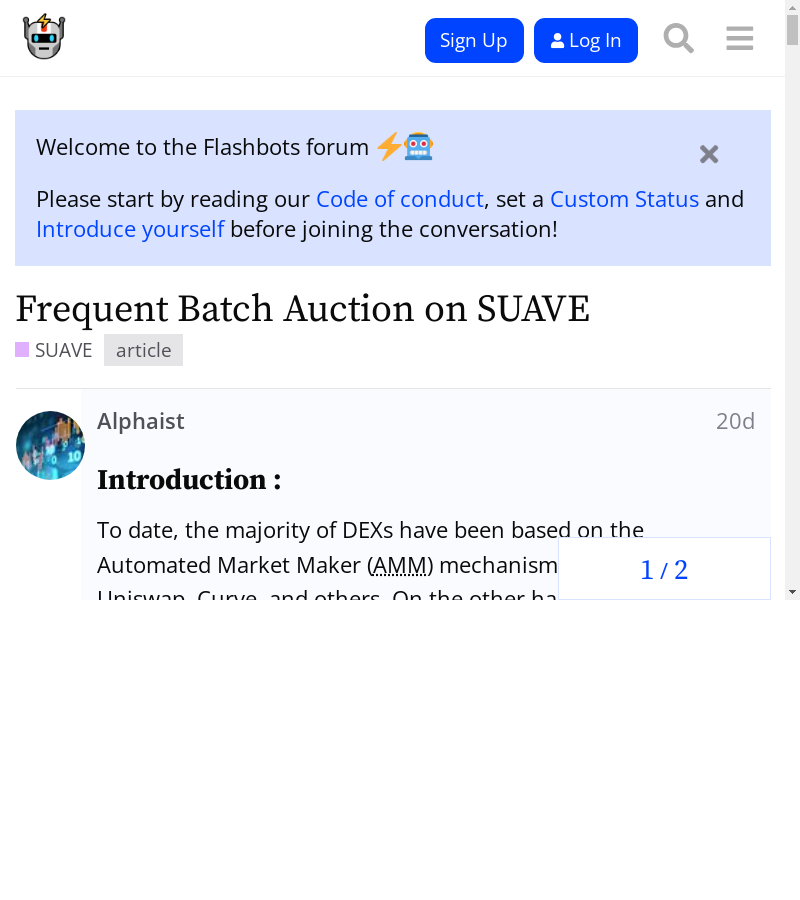 Sign Up
Log In
Welcome to the Flashbots forum
Please start by reading our Code of conduct, set a Custom Status and
Introduce yourself before joining the conversation!
Frequent Batch Auction on SUAVE
SUAVE
article
Alphaist
20d
Introduction :
To date, the majority of DEXs have been based on the
Automated Market Maker (AMM) mechanism
Uniswap, Curve, and others. On the other ha
1 / 2